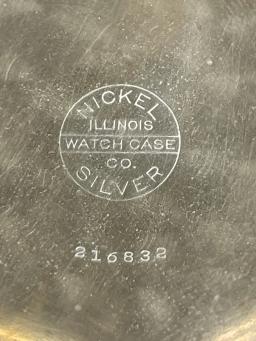 NICKEL
ILLINOIS
WATCH CASE
CO.
SILVER
216832